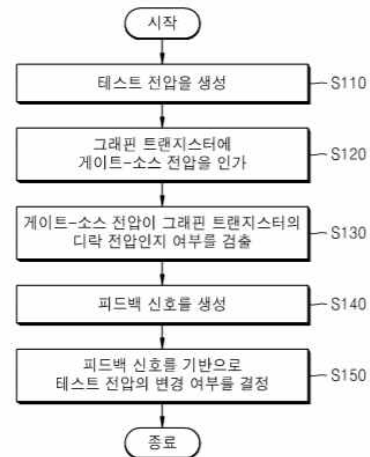 시작
테스트 전압을 생성
S110
그래핀 트랜지스터에
게이트-소스 전압을 인가
S120
게이트-소스 전압이 그래핀 트랜지스터의
디락 전압인지 여부를 검출
S130
피드백 신호를 생성
S140
피드백 신호를 기반으로
테스트 전압의 변경 여부를 결정
S150
종료